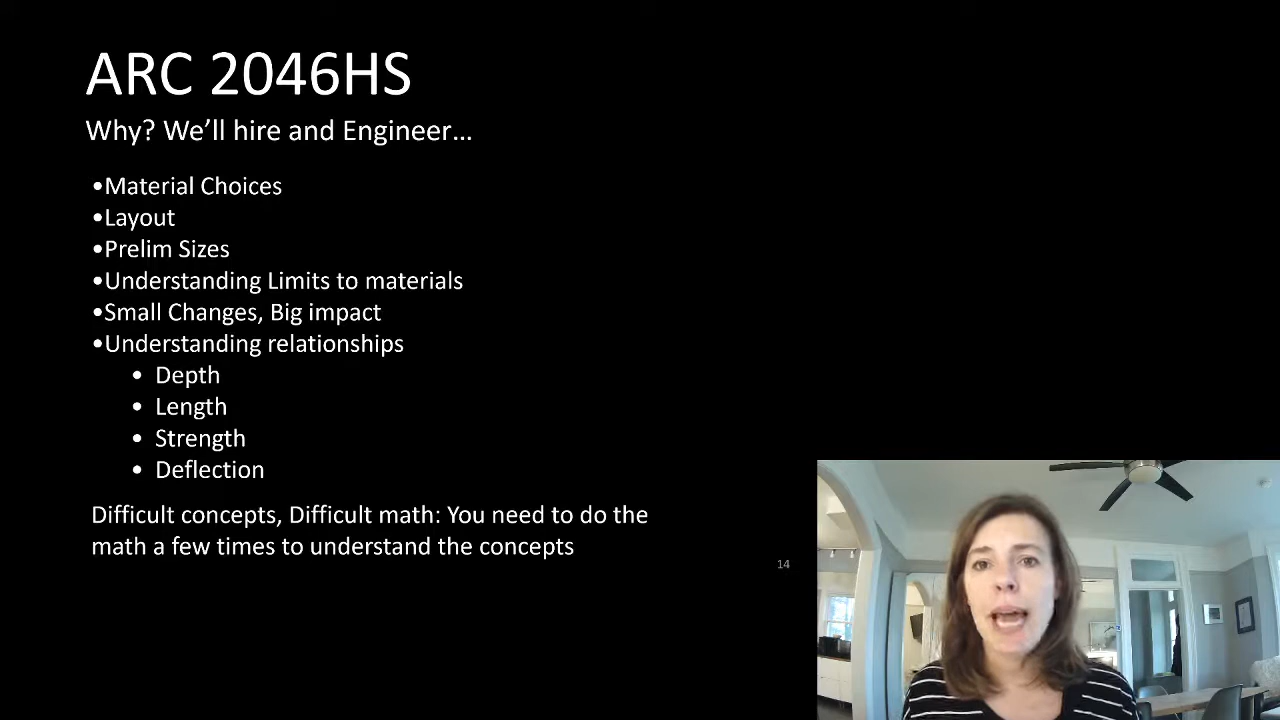 ARC 2046HS
Why? We'll hire and Engineer...
•Material Choices
•Layout
•Prelim Sizes
•Understanding Limits to materials
•Small Changes, Big impact
•Understanding relationships
• Depth
• Length
• Strength
• Deflection
Difficult concepts, Difficult math: You need to do the
math a few times to understand the concepts
14